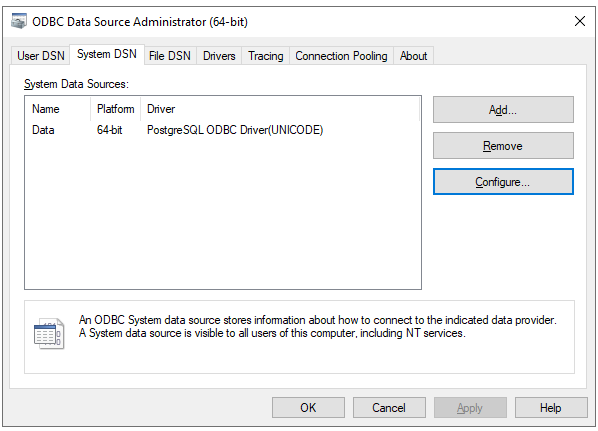 ODBC Data Source Administrator (64-bit)
User DSN System DSN File DSN Drivers Tracing Connection Pooling About
System Data Sources:
Name Platform Driver
Data 64-bit PostgreSQL ODBC Driver(UNICODE)
Add...
Remove
Configure...
An ODBC System data source stores information about how to connect to the indicated data provider.
A System data source is visible to all users of this computer, including NT services.
OK Cancel Apply Help